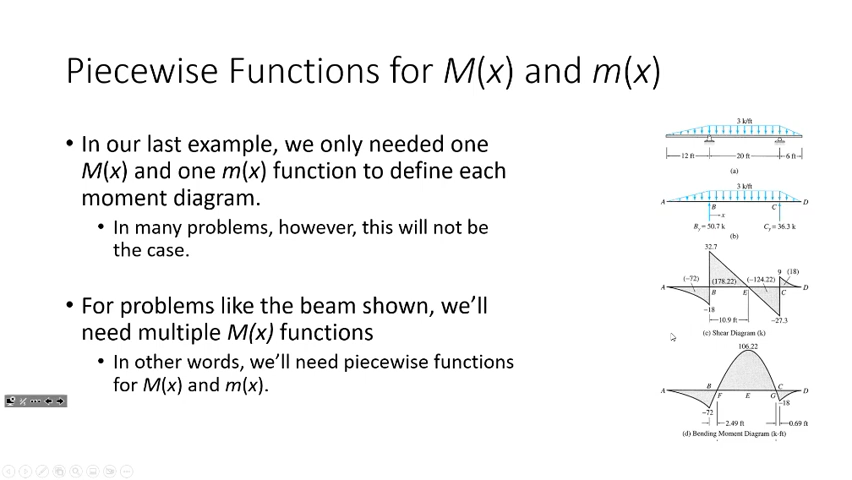 Piecewise Functions for M(x) and m(x)
• In our last example, we only needed one
M(x) and one m(x) function to define each
moment diagram.
• In many problems, however, this will not be
the case.
• For problems like the beam shown, we'll
need multiple M(x) functions
• In other words, we'll need piecewise functions
for M(x) and m(x).
3 k/ft
12 ft 20 ft 6 ft
(a)
3 k/ft
A B C D
x
By = 50.7 k Cy = 36.3 k
(b)
32.7
(−72) (178.22) (−124.22) 9 (18)
A B E C D
−18
10.9 ft −27.3
(c) Shear Diagram (k)
106.22
A B F E G C D
−72 −18
2.49 ft 0.69 ft
(d) Bending Moment Diagram (k-ft)